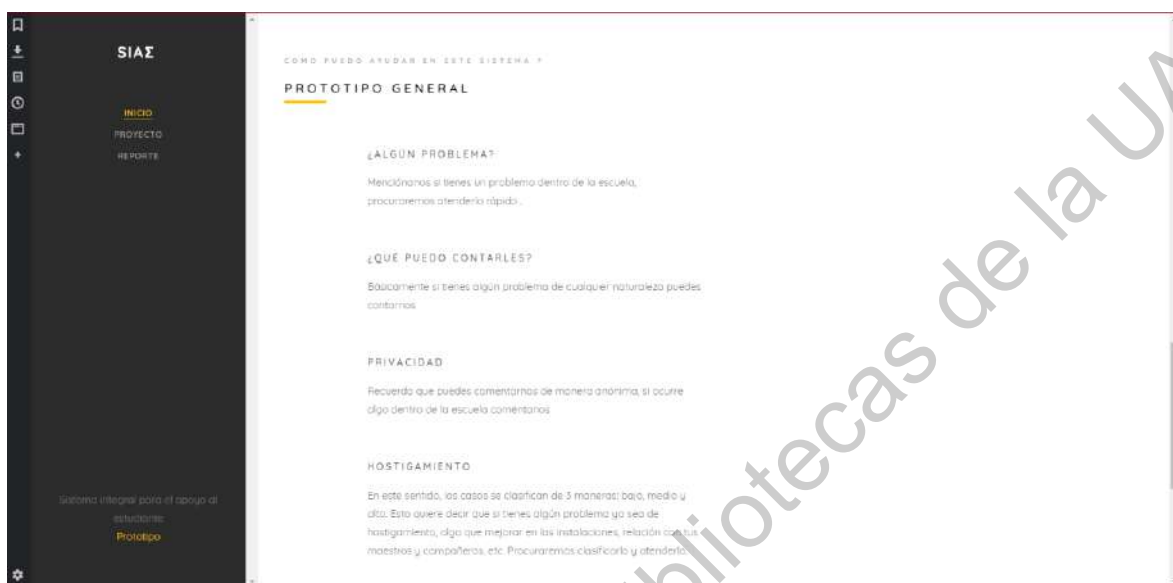 SIAΣ
INICIO
PROYECTO
REPORTE
Sistema integral para el apoyo al
estudiante
Prototipo
COMO PUEDO AYUDAR EN ESTE SISTEMA ?
PROTOTIPO GENERAL
¿ALGÚN PROBLEMA?
Menciónanos si tienes un problema dentro de la escuela,
procuraremos atenderlo rápido .
¿QUÉ PUEDO CONTARLES?
Básicamente si tienes algún problema de cualquier naturaleza puedes
contarnos
PRIVACIDAD
Recuerda que puedes comentarnos de manera anónima, si ocurre
algo dentro de la escuela coméntanos
HOSTIGAMIENTO
En este sentido, los casos se clasifican de 3 maneras: bajo, medio y
alto. Esto quiere decir que si tienes algún problema ya sea de
hostigamiento, algo que mejorar en las instalaciones, relación con tus
maestros y compañeros, etc. Procuraremos clasificarlo y atenderlo.
bibliotecas de la UA